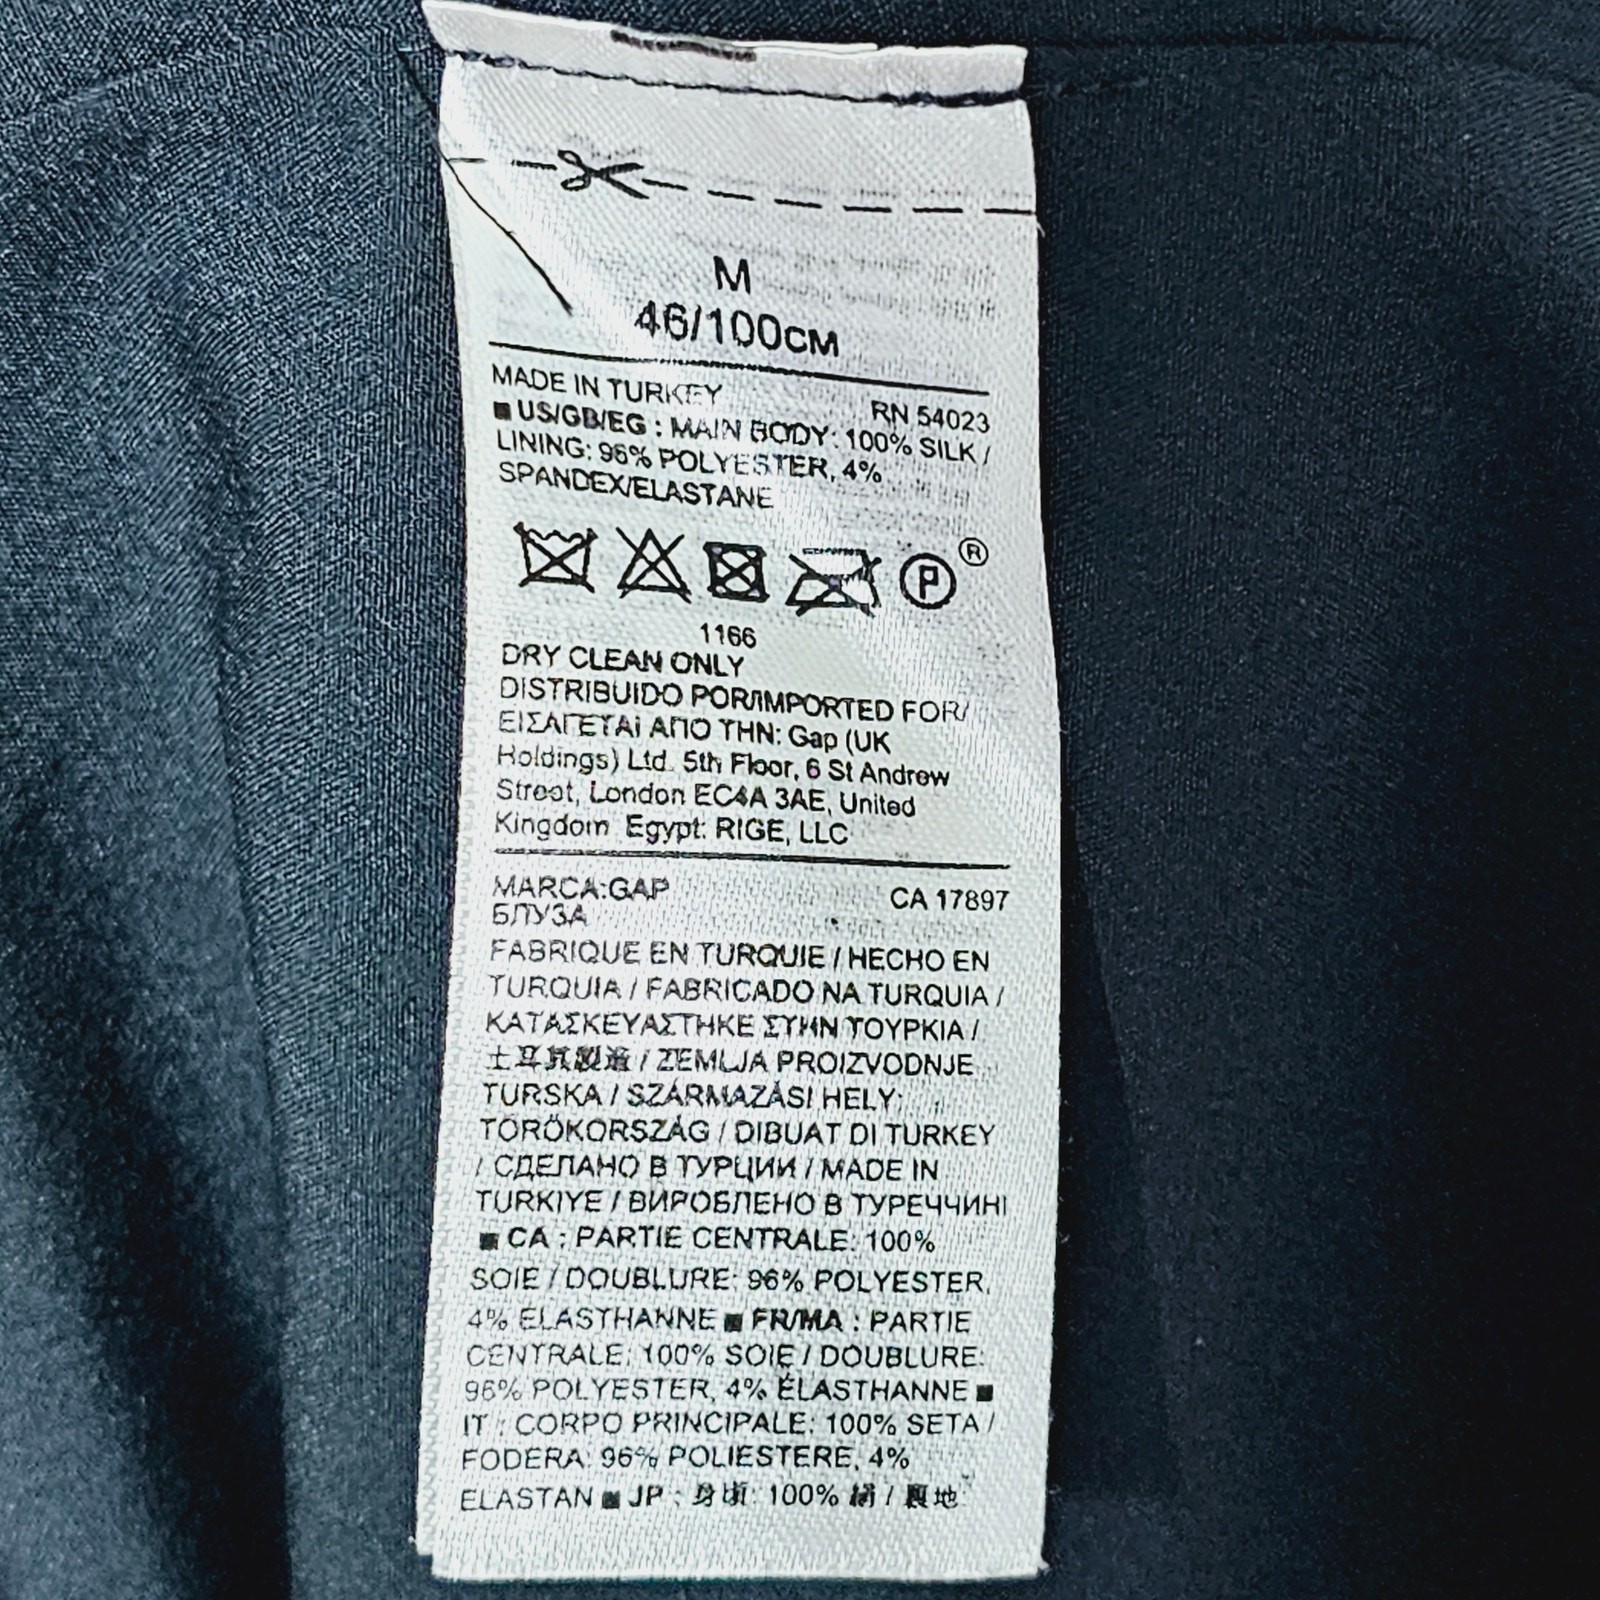 M
46/100CM
MADE IN TURKEY RN 54023
■ US/GB/EG : MAIN BODY: 100% SILK /
LINING: 96% POLYESTER, 4%
SPANDEX/ELASTANE
P ®
1166
DRY CLEAN ONLY
DISTRIBUIDO POR/IMPORTED FOR/
ΕΙΣΑΓΕΤΑΙ ΑΠΟ ΤΗΝ: Gap (UK
Holdings) Ltd. 5th Floor, 6 St Andrew
Street, London EC4A 3AE, United
Kingdom Egypt: RIGE, LLC
MARCA:GAP CA 17897
БЛУЗА
FABRIQUE EN TURQUIE / HECHO EN
TURQUIA / FABRICADO NA TURQUIA /
ΚΑΤΑΣΚΕΥΑΣΤΗΚΕ ΣΤΗΝ ΤΟΥΡΚΙΑ /
土耳其製造 / ZEMLJA PROIZVODNJE
TURSKA / SZÁRMAZÁSI HELY:
TÖRÖKORSZÁG / DIBUAT DI TURKEY
/ СДЕЛАНО В ТУРЦИИ / MADE IN
TURKIYE / ВИРОБЛЕНО В ТУРЕЧЧИНІ
■ CA : PARTIE CENTRALE: 100%
SOIE / DOUBLURE: 96% POLYESTER,
4% ELASTHANNE ■ FR/MA : PARTIE
CENTRALE: 100% SOIE / DOUBLURE:
96% POLYESTER, 4% ÉLASTHANNE ■
IT : CORPO PRINCIPALE: 100% SETA /
FODERA: 96% POLIESTERE, 4%
ELASTAN ■ JP : 身頃: 100% 絹 / 裏地: